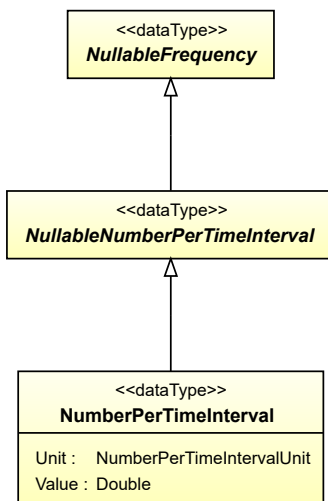 <<dataType>>
NullableFrequency
<<dataType>>
NullableNumberPerTimeInterval
<<dataType>>
NumberPerTimeInterval
Unit : NumberPerTimeIntervalUnit
Value : Double